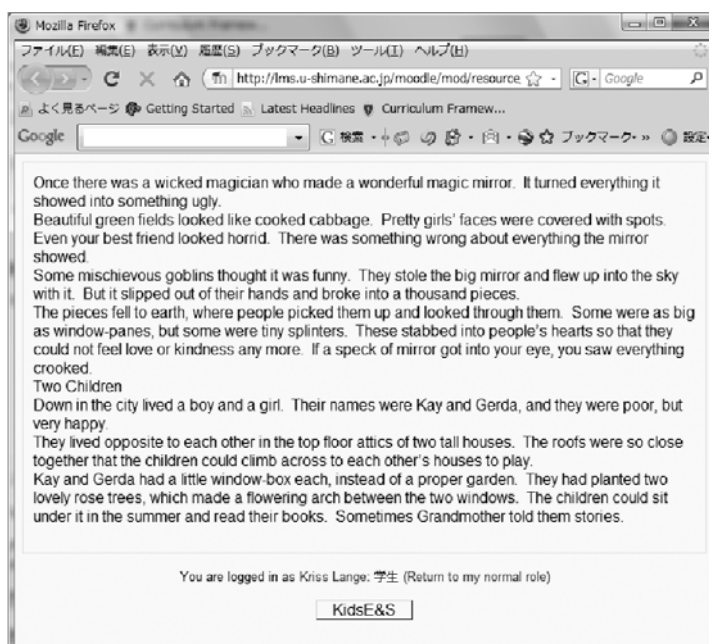 Mozilla Firefox
ファイル(F) 編集(E) 表示(V) 履歴(S) ブックマーク(B) ツール(T) ヘルプ(H)
http://lms.u-shimane.ac.jp/moodle/mod/resource
G Google
よく見るページ Getting Started Latest Headlines Curriculum Framew...
Google G 検索 ブックマーク » 設定
Once there was a wicked magician who made a wonderful magic mirror. It turned everything it
showed into something ugly.
Beautiful green fields looked like cooked cabbage. Pretty girls' faces were covered with spots.
Even your best friend looked horrid. There was something wrong about everything the mirror
showed.
Some mischievous goblins thought it was funny. They stole the big mirror and flew up into the sky
with it. But it slipped out of their hands and broke into a thousand pieces.
The pieces fell to earth, where people picked them up and looked through them. Some were as big
as window-panes, but some were tiny splinters. These stabbed into people's hearts so that they
could not feel love or kindness any more. If a speck of mirror got into your eye, you saw everything
crooked.
Two Children
Down in the city lived a boy and a girl. Their names were Kay and Gerda, and they were poor, but
very happy.
They lived opposite to each other in the top floor attics of two tall houses. The roofs were so close
together that the children could climb across to each other's houses to play.
Kay and Gerda had a little window-box each, instead of a proper garden. They had planted two
lovely rose trees, which made a flowering arch between the two windows. The children could sit
under it in the summer and read their books. Sometimes Grandmother told them stories.
You are logged in as Kriss Lange: 学生 (Return to my normal role)
KidsE&S